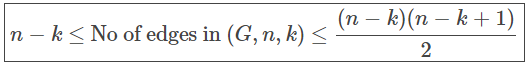 n − k ≤ No of edges in (G, n, k) ≤ (n − k)(n − k + 1) / 2